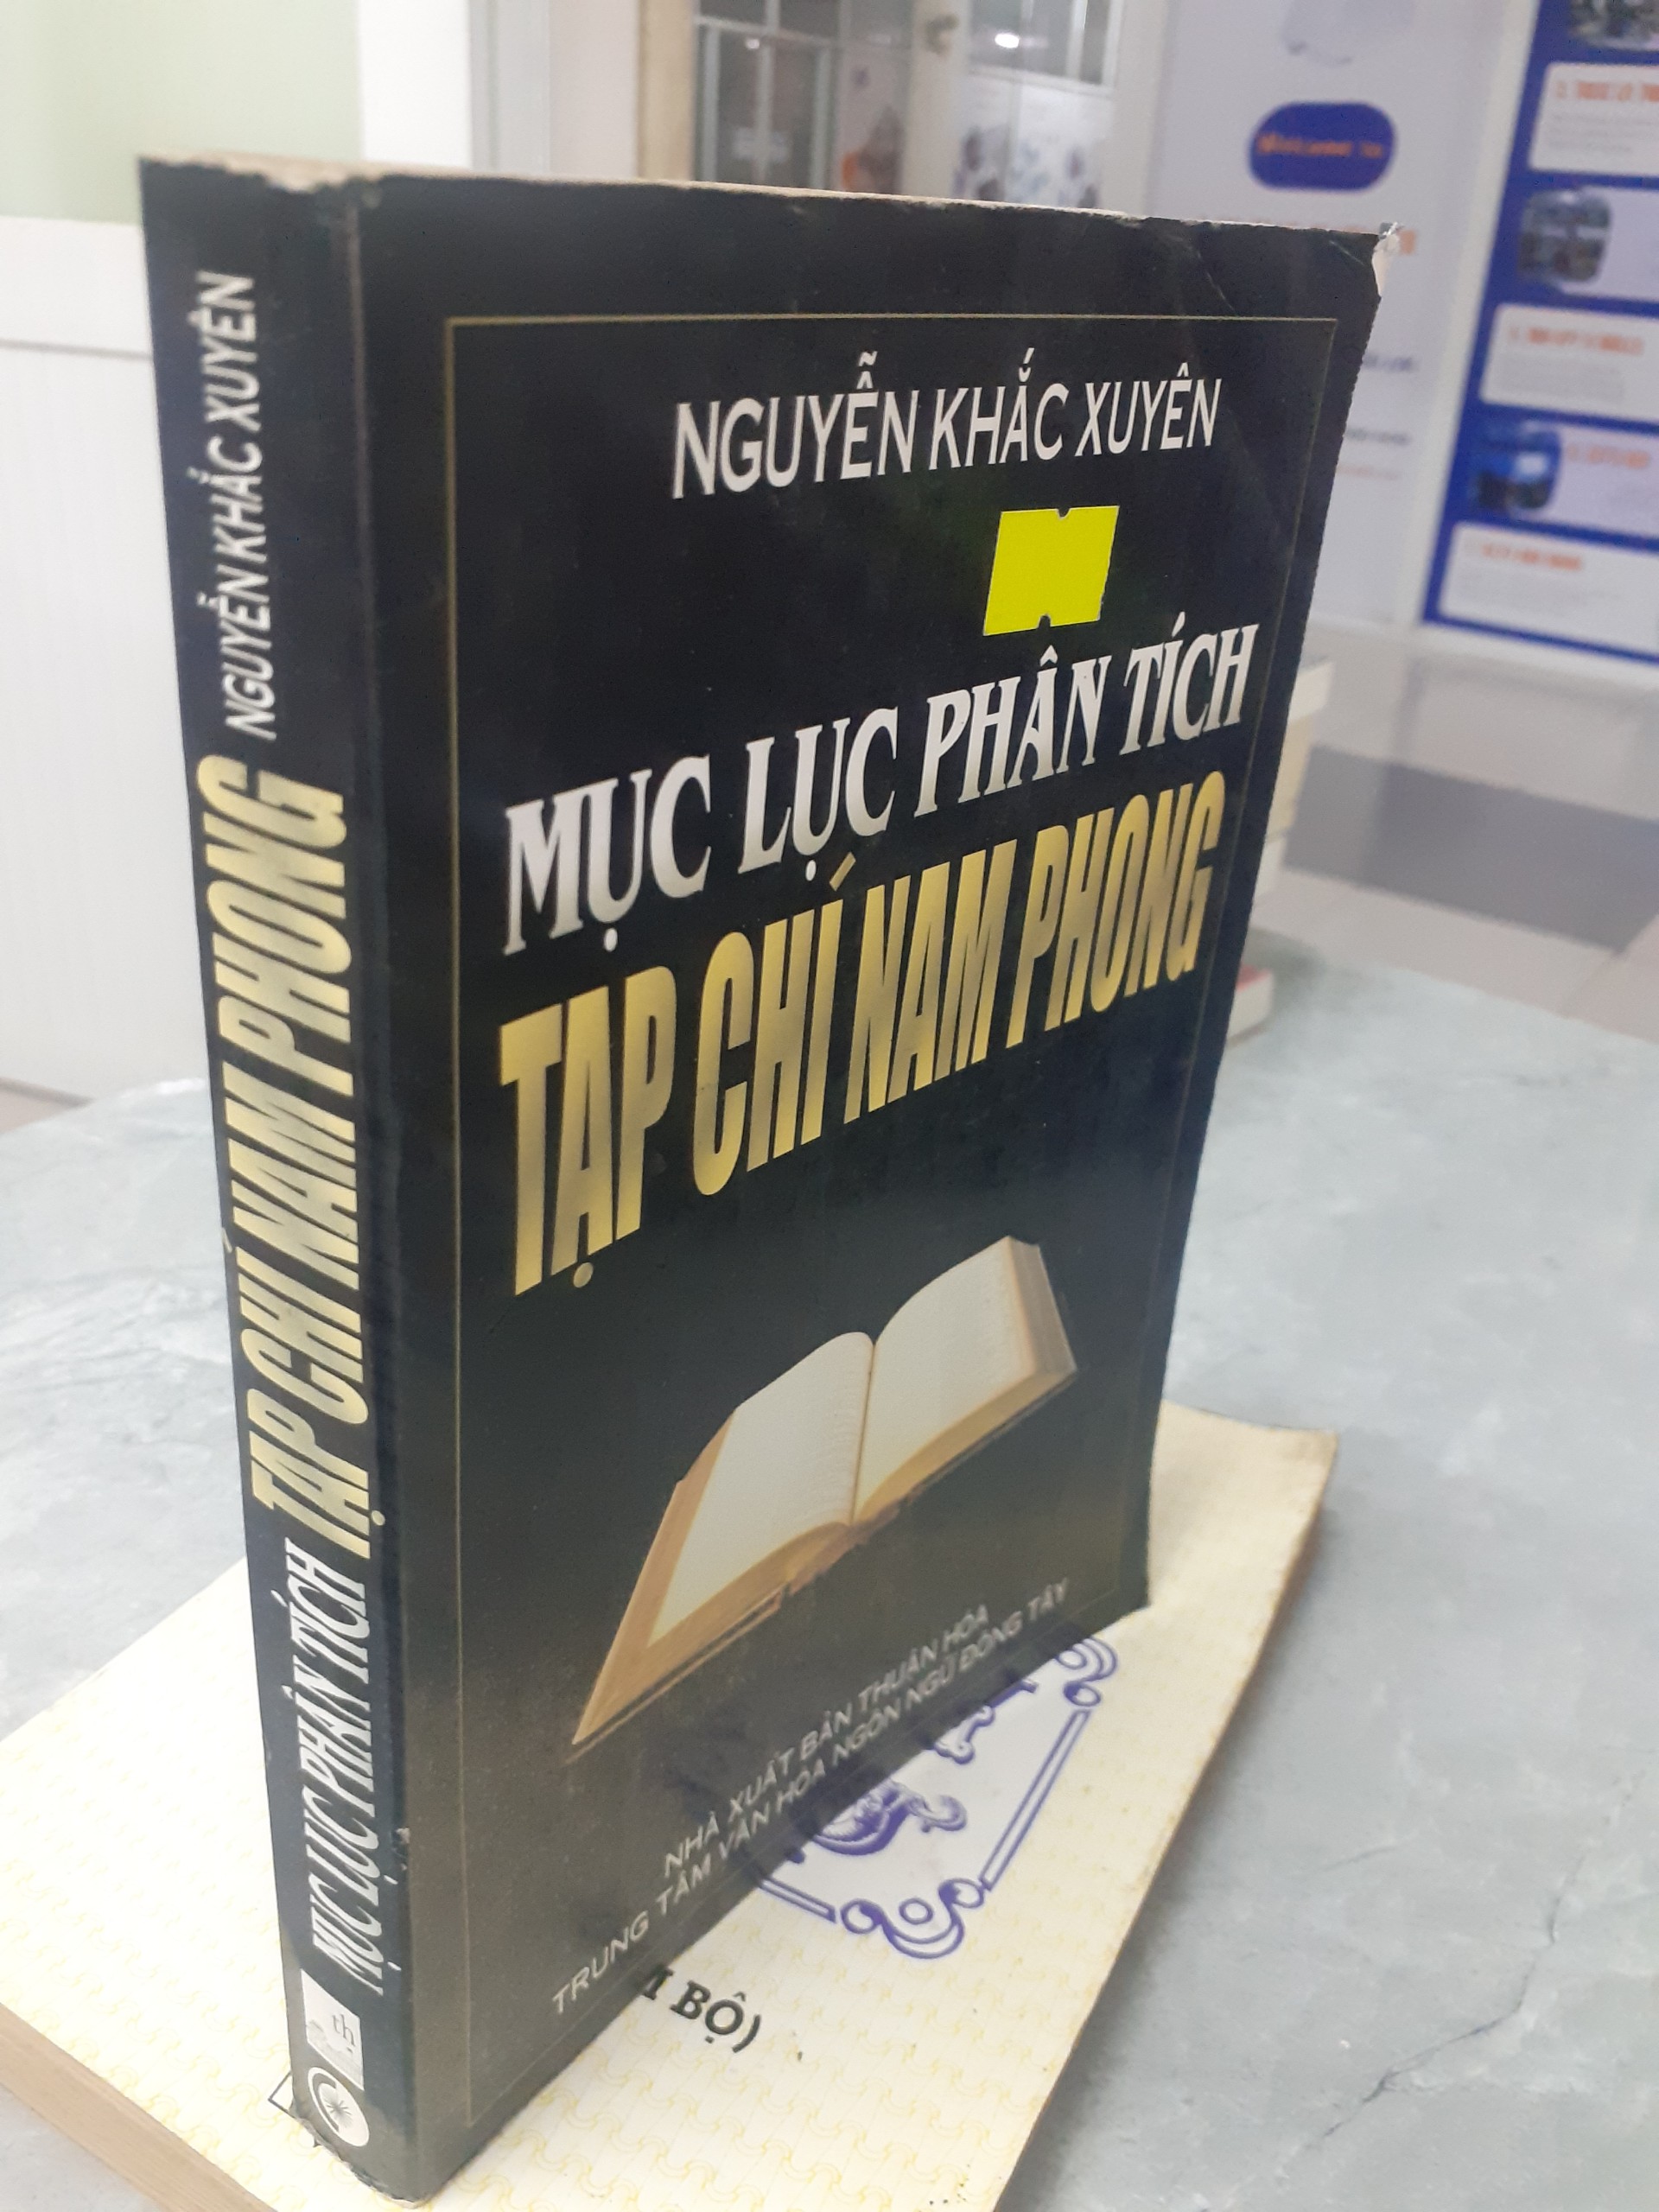 NGUYỄN KHẮC XUYÊN
MỤC LỤC PHÂN TÍCH
TẠP CHÍ NAM PHONG
NHÀ XUẤT BẢN THUẬN HÓA
TRUNG TÂM VĂN HÓA NGÔN NGỮ ĐÔNG TÂY
MỤC LỤC PHÂN TÍCH TẠP CHÍ NAM PHONG NGUYỄN KHẮC XUYÊN
th
BỘ)